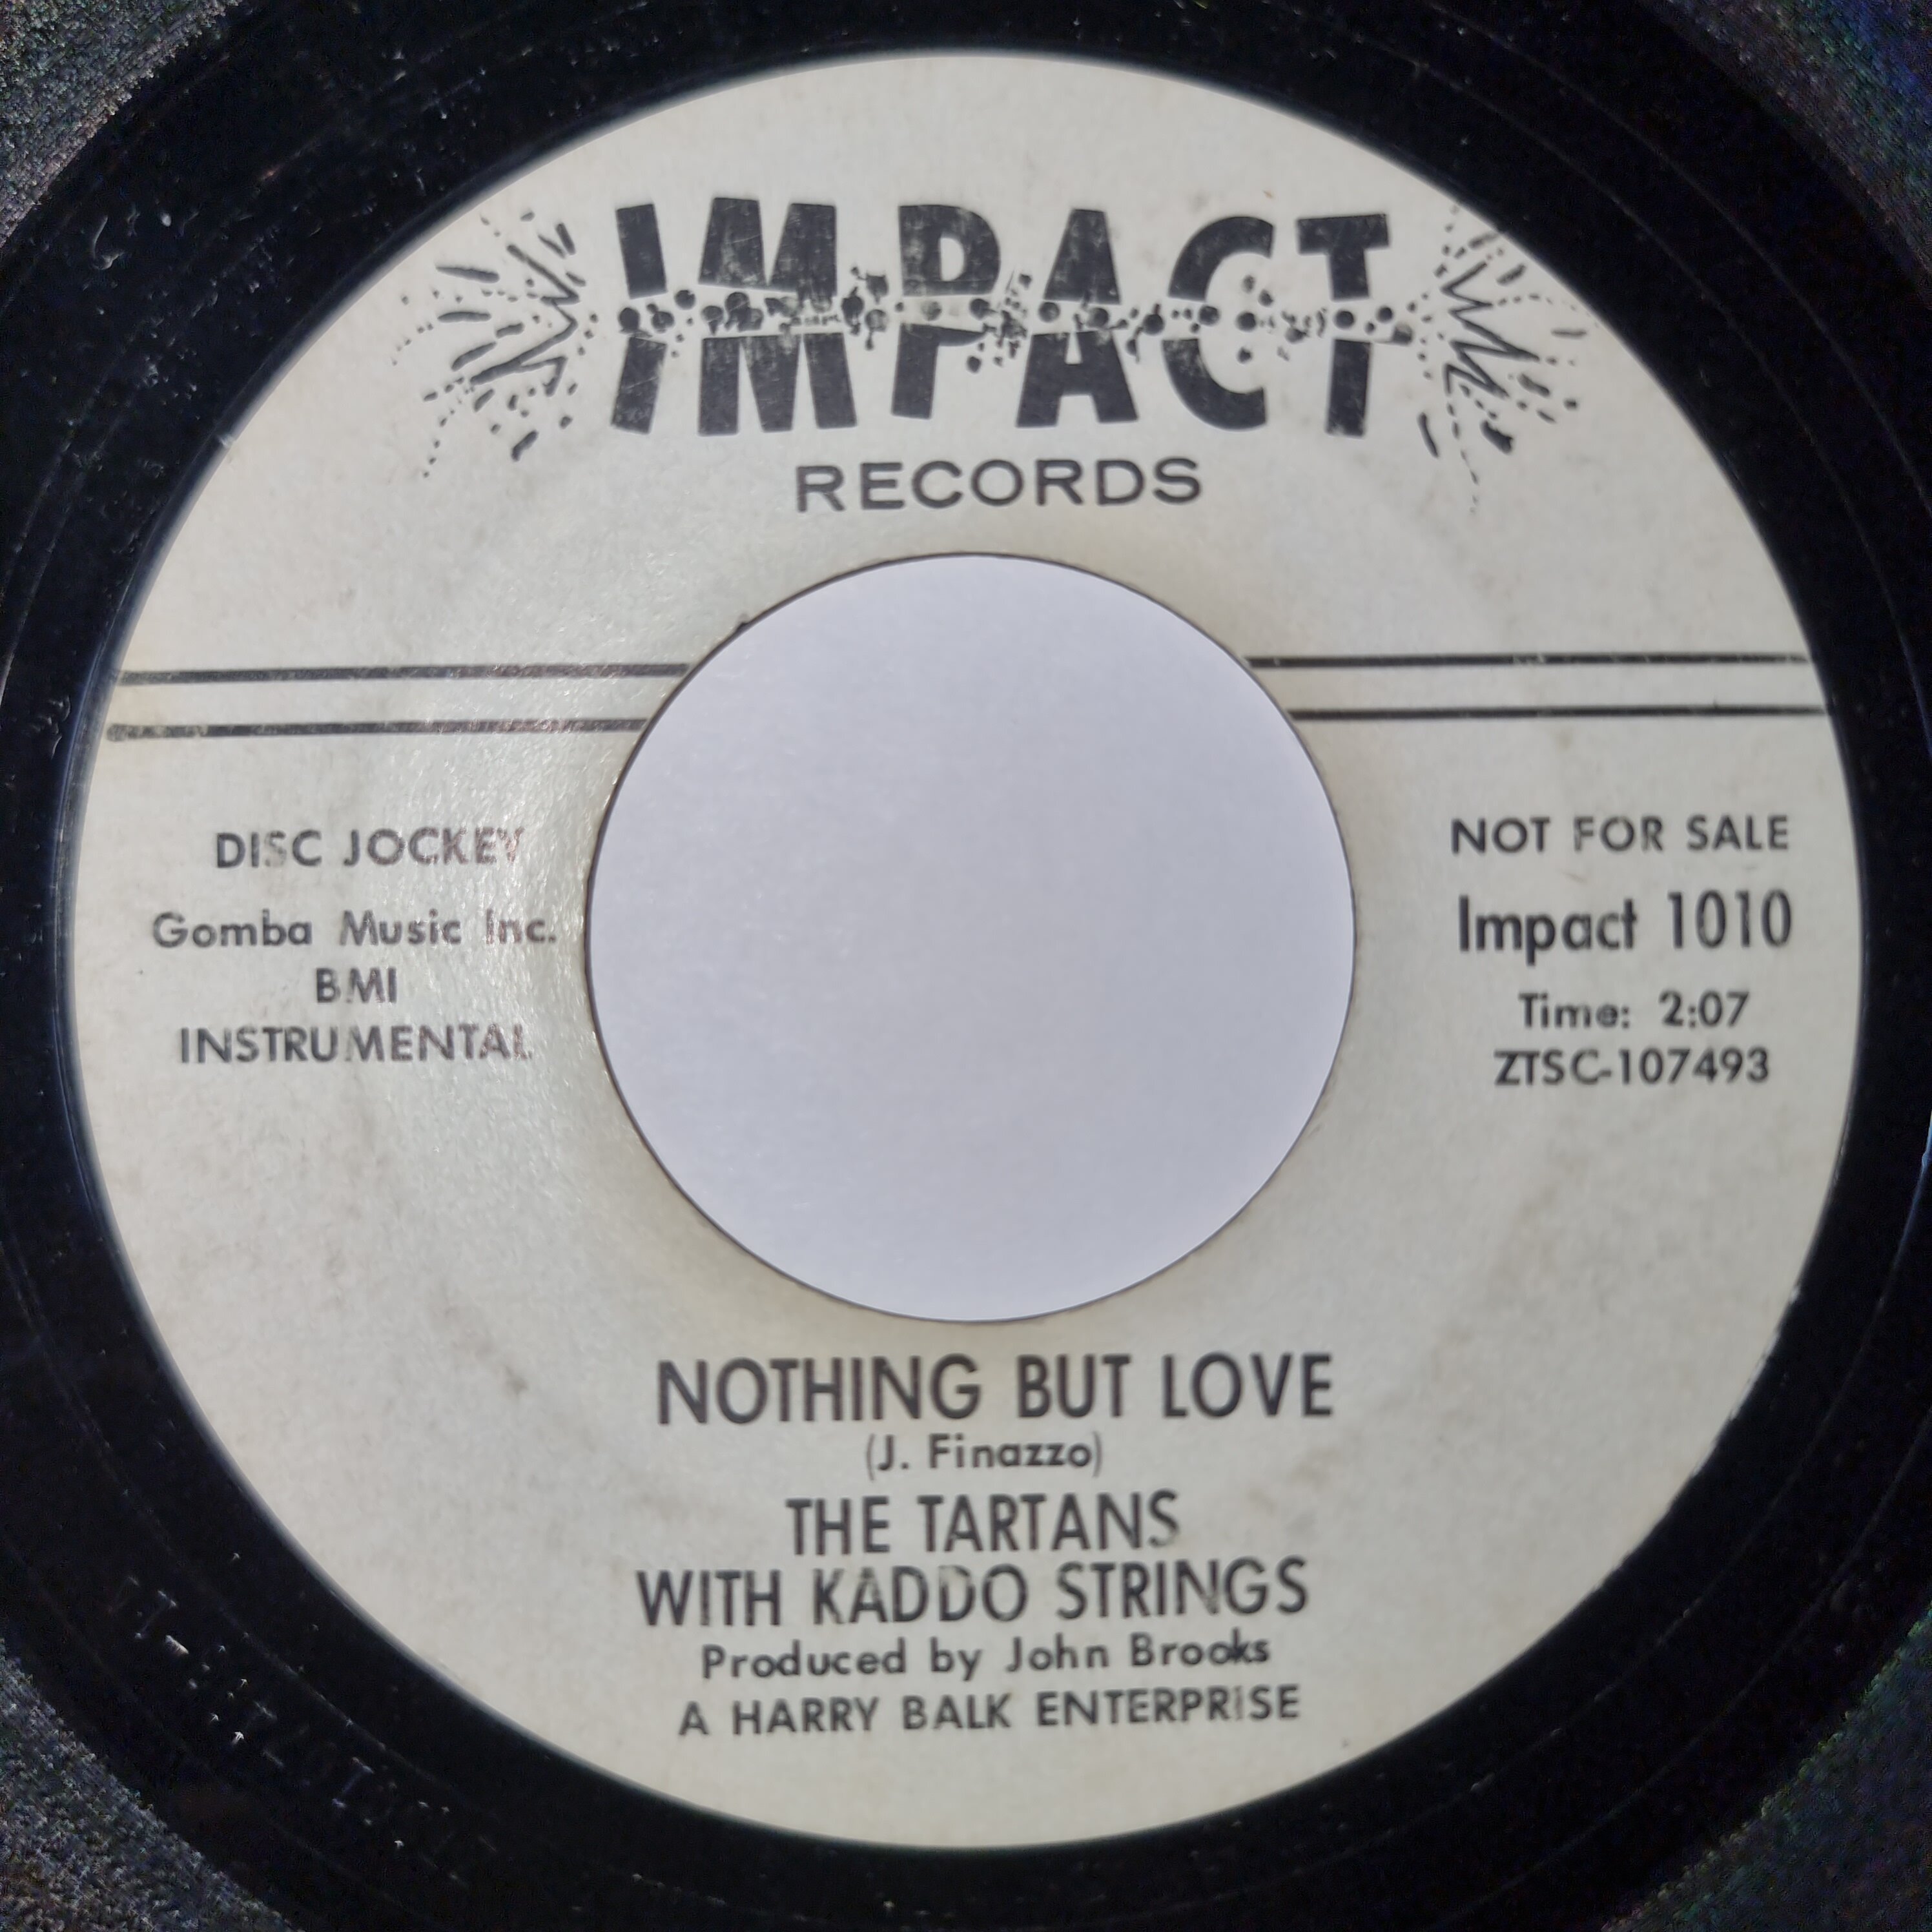 IMPACT
RECORDS
DISC JOCKEY
Gomba Music Inc.
BMI
INSTRUMENTAL
NOT FOR SALE
Impact 1010
Time: 2:07
ZTSC-107493
NOTHING BUT LOVE
(J. Finazzo)
THE TARTANS
WITH KADDO STRINGS
Produced by John Brooks
A HARRY BALK ENTERPRISE